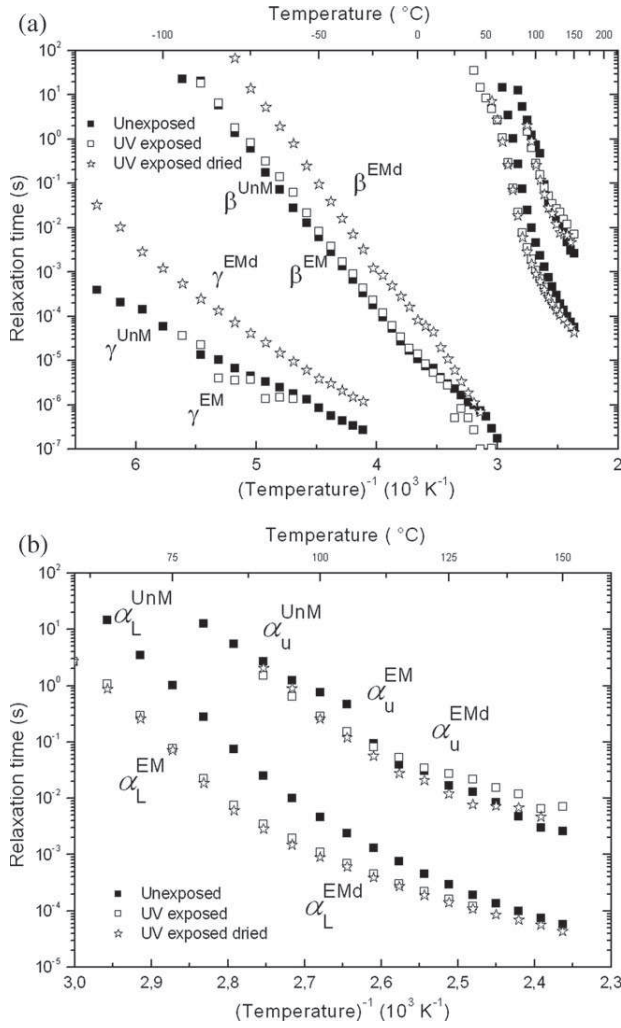 (a)
Temperature ( °C)
-100 -50 0 50 100 150 200
10^2
10^1
10^0
10^-1
10^-2
10^-3
10^-4
10^-5
10^-6
10^-7
Relaxation time (s)
Unexposed
UV exposed
UV exposed dried
β^UnM
β^EMd
β^EM
γ^EMd
γ^UnM
γ^EM
6 5 4 3 2
(Temperature)^-1 (10^3 K^-1)
(b)
Temperature ( °C)
75 100 125 150
10^2
10^1
10^0
10^-1
10^-2
10^-3
10^-4
10^-5
Relaxation time (s)
α_L^UnM
α_u^UnM
α_u^EM
α_u^EMd
α_L^EM
α_L^EMd
Unexposed
UV exposed
UV exposed dried
3,0 2,9 2,8 2,7 2,6 2,5 2,4 2,3
(Temperature)^-1 (10^3 K^-1)